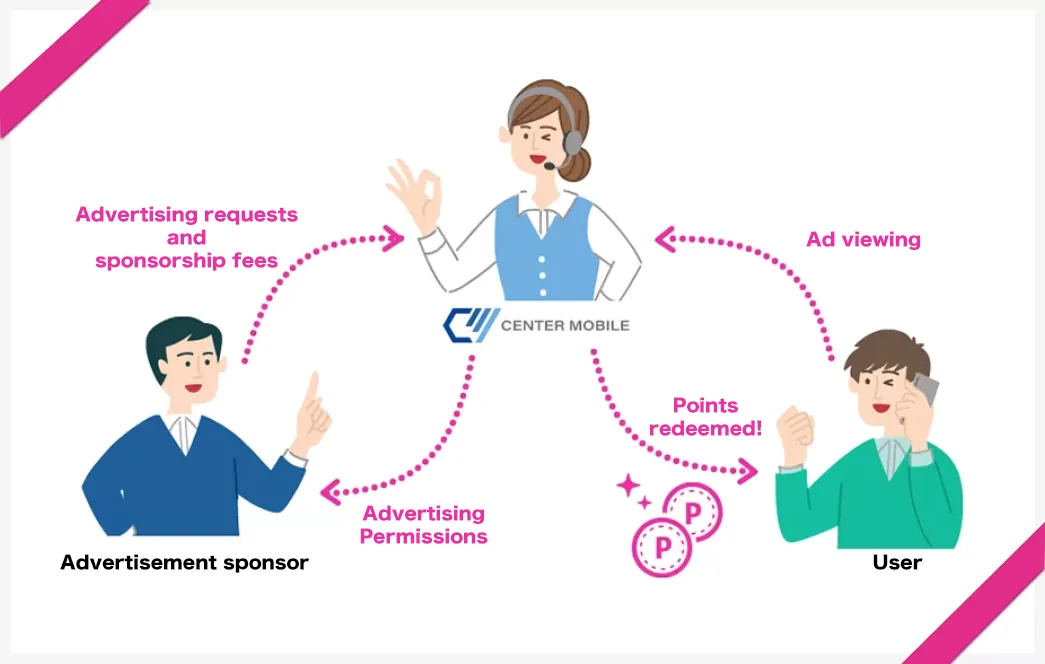 Advertising requests
and
sponsorship fees
Ad viewing
CENTER MOBILE
Points
redeemed!
Advertising
Permissions
P
P
Advertisement sponsor
User